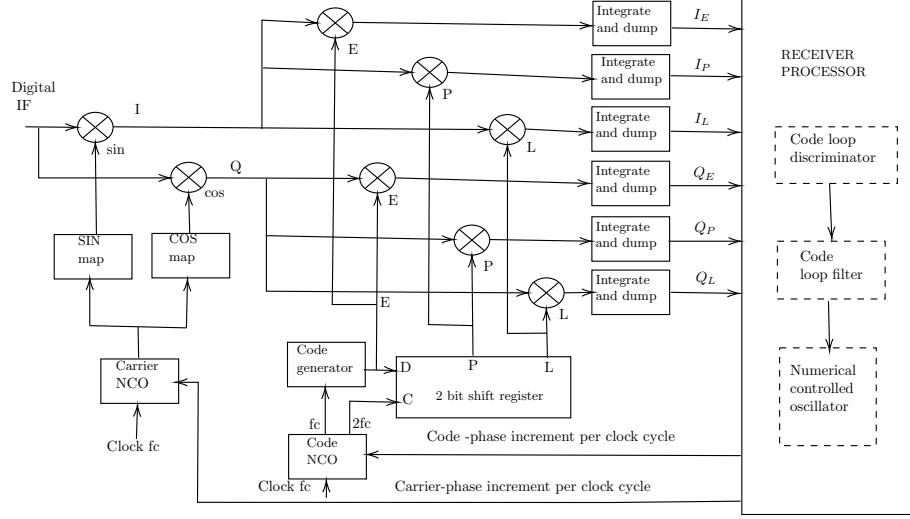 Integrate
and dump
I_E
E
Integrate
and dump
I_P
RECEIVER
PROCESSOR
Digital
IF
I
P
Integrate
and dump
I_L
sin
L
Code loop
discriminator
Q
Integrate
and dump
Q_E
cos
E
Integrate
and dump
Q_P
SIN
map
COS
map
P
Code
loop filter
Integrate
and dump
Q_L
E
L
Carrier
NCO
Code
generator
D
P
L
C
2 bit shift register
Numerical
controlled
oscillator
fc
2fc
Clock fc
Code
NCO
Code -phase increment per clock cycle
Clock fc
Carrier-phase increment per clock cycle